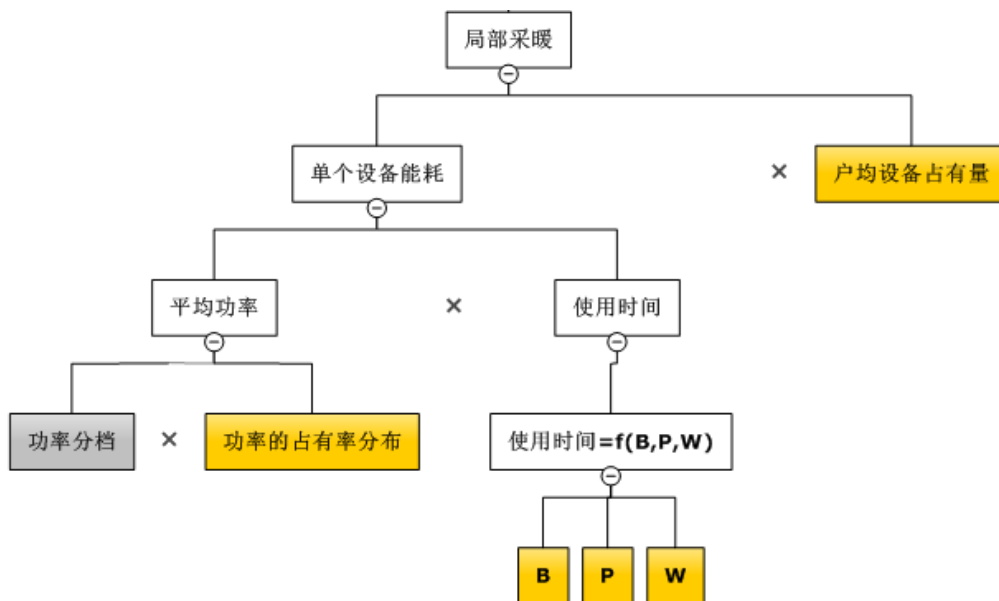 局部采暖
单个设备能耗
×
户均设备占有量
平均功率
×
使用时间
功率分档
×
功率的占有率分布
使用时间=f(B,P,W)
B
P
W